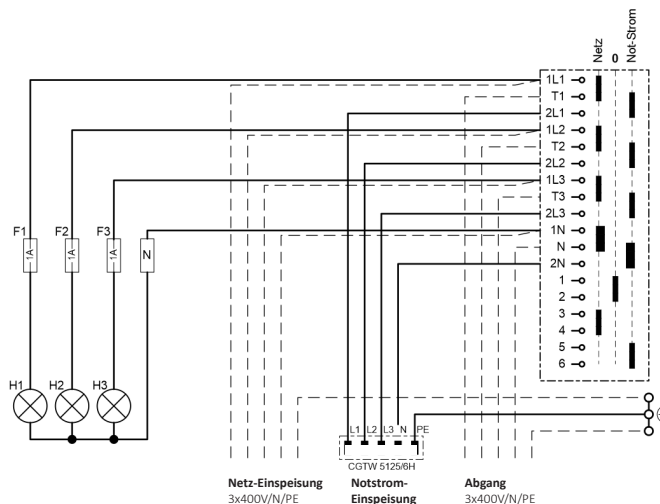 Netz
0
Not-Strom
1L1
T1
2L1
1L2
T2
2L2
1L3
T3
2L3
1N
N
2N
1
2
3
4
5
6
F1
F2
F3
1A
1A
1A
N
H1
H2
H3
L1 L2 L3 N PE
CGTW 5125/6H
Netz-Einspeisung
3x400V/N/PE
Notstrom-
Einspeisung
Abgang
3x400V/N/PE